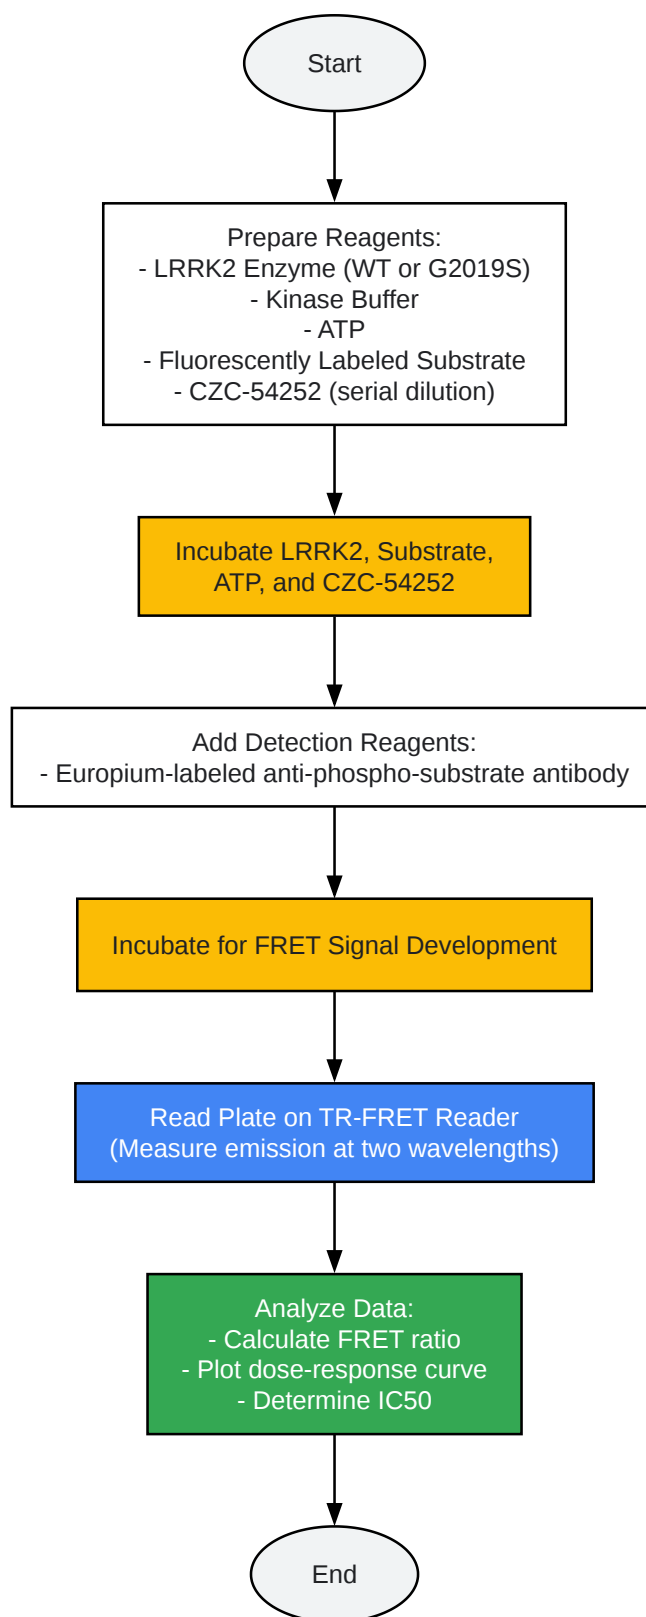 Start
Prepare Reagents:
- LRRK2 Enzyme (WT or G2019S)
- Kinase Buffer
- ATP
- Fluorescently Labeled Substrate
- CZC-54252 (serial dilution)
Incubate LRRK2, Substrate,
ATP, and CZC-54252
Add Detection Reagents:
- Europium-labeled anti-phospho-substrate antibody
Incubate for FRET Signal Development
Read Plate on TR-FRET Reader
(Measure emission at two wavelengths)
Analyze Data:
- Calculate FRET ratio
- Plot dose-response curve
- Determine IC50
End